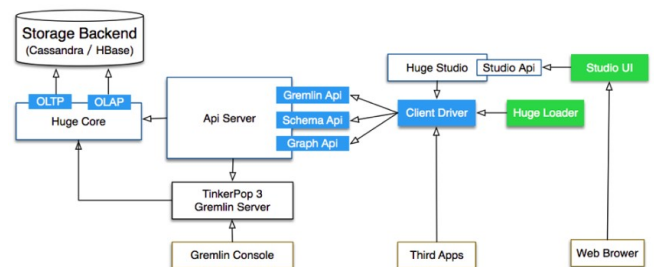 Storage Backend
(Cassandra / HBase)
Huge Studio
Studio Api
Studio UI
OLTP
OLAP
Huge Core
Api Server
Gremlin Api
Schema Api
Graph Api
Client Driver
Huge Loader
TinkerPop 3
Gremlin Server
Gremlin Console
Third Apps
Web Brower